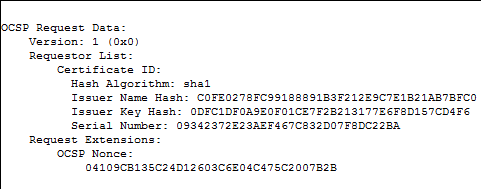 OCSP Request Data:
Version: 1 (0x0)
Requestor List:
Certificate ID:
Hash Algorithm: sha1
Issuer Name Hash: C0FE0278FC99188891B3F212E9C7E1B21AB7BFC0
Issuer Key Hash: 0DFC1DF0A9E0F01CE7F2B213177E6F8D157CD4F6
Serial Number: 09342372E23AEF467C832D07F8DC22BA
Request Extensions:
OCSP Nonce:
04109CB135C24D12603C6E04C475C2007B2B